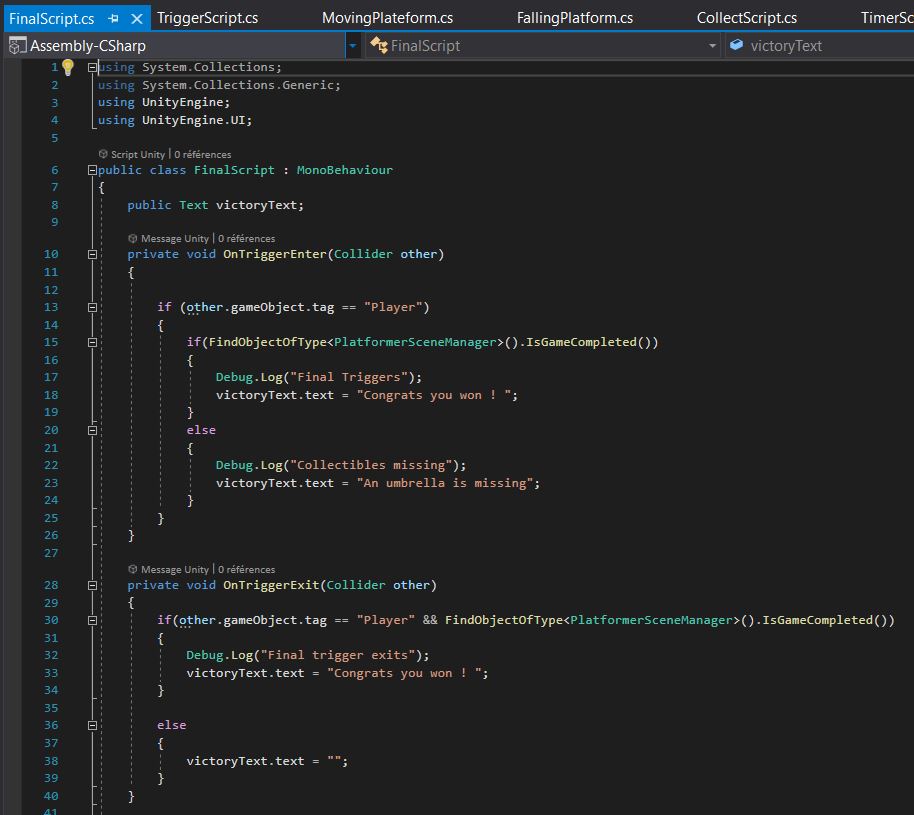 FinalScript.cs TriggerScript.cs MovingPlateform.cs FallingPlatform.cs CollectScript.cs TimerSc
Assembly-CSharp FinalScript victoryText
1 using System.Collections;
2 using System.Collections.Generic;
3 using UnityEngine;
4 using UnityEngine.UI;
5
Script Unity | 0 références
6 public class FinalScript : MonoBehaviour
7 {
8 public Text victoryText;
9
Message Unity | 0 références
10 private void OnTriggerEnter(Collider other)
11 {
12
13 if (other.gameObject.tag == "Player")
14 {
15 if(FindObjectOfType<PlatformerSceneManager>().IsGameCompleted())
16 {
17 Debug.Log("Final Triggers");
18 victoryText.text = "Congrats you won ! ";
19 }
20 else
21 {
22 Debug.Log("Collectibles missing");
23 victoryText.text = "An umbrella is missing";
24 }
25 }
26 }
27
Message Unity | 0 références
28 private void OnTriggerExit(Collider other)
29 {
30 if(other.gameObject.tag == "Player" && FindObjectOfType<PlatformerSceneManager>().IsGameCompleted())
31 {
32 Debug.Log("Final trigger exits");
33 victoryText.text = "Congrats you won ! ";
34 }
35
36 else
37 {
38 victoryText.text = "";
39 }
40 }
41